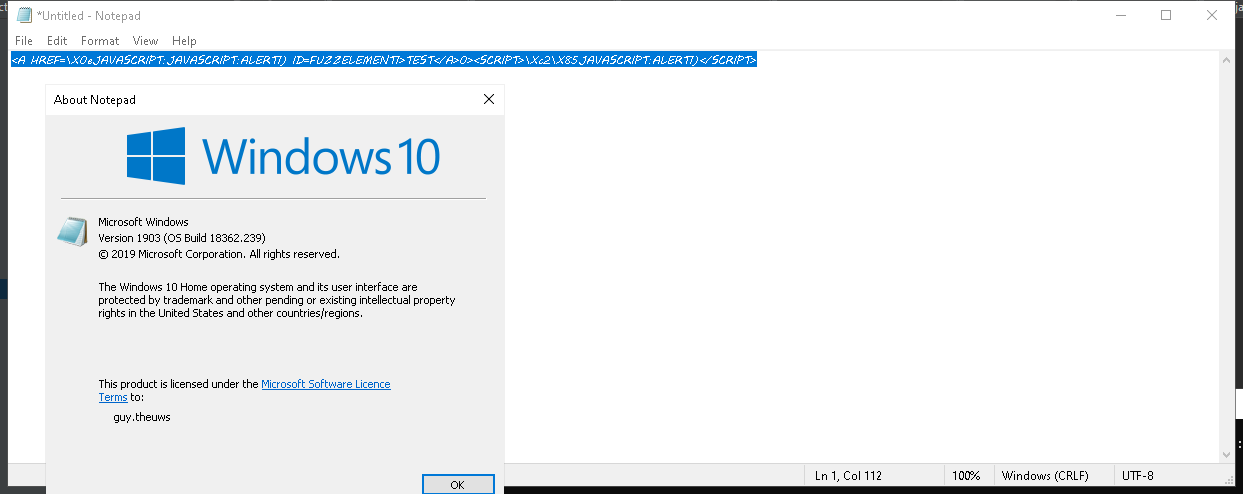 *Untitled - Notepad
File Edit Format View Help
<A HREF=\X0eJAVASCRIPT:JAVASCRIPT:ALERT1) ID=FUZZELEMENT1>TEST</A>0><SCRIPT>\Xc2\X85JAVASCRIPT:ALERT1)</SCRIPT>
About Notepad
Windows 10
Microsoft Windows
Version 1903 (OS Build 18362.239)
© 2019 Microsoft Corporation. All rights reserved.
The Windows 10 Home operating system and its user interface are
protected by trademark and other pending or existing intellectual property
rights in the United States and other countries/regions.
This product is licensed under the Microsoft Software Licence
Terms to:
guy.theuws
OK
Ln 1, Col 112 100% Windows (CRLF) UTF-8